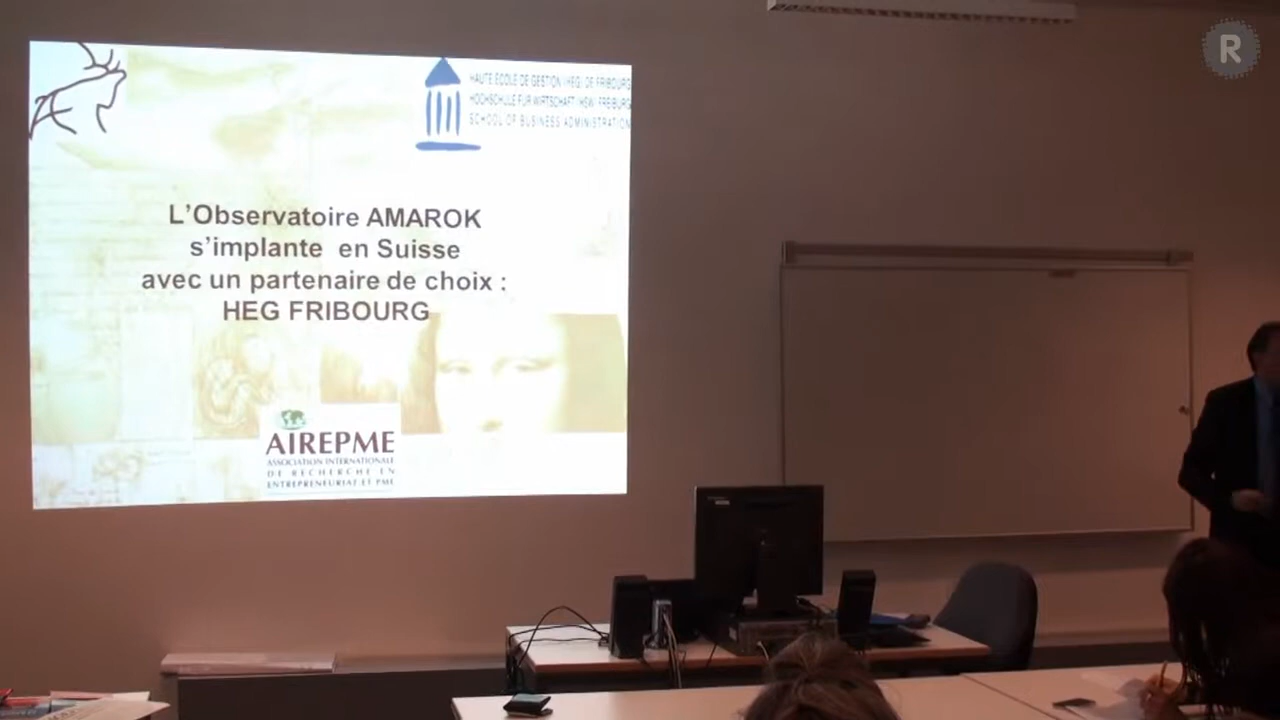 R
HAUTE ECOLE DE GESTION (HEG) DE FRIBOURG
HOCHSCHULE FÜR WIRTSCHAFT (HSW) FREIBURG
SCHOOL OF BUSINESS ADMINISTRATION
L'Observatoire AMAROK
s'implante en Suisse
avec un partenaire de choix :
HEG FRIBOURG
AIREPME
ASSOCIATION INTERNATIONALE
DE RECHERCHE EN
ENTREPRENEURIAT ET PME